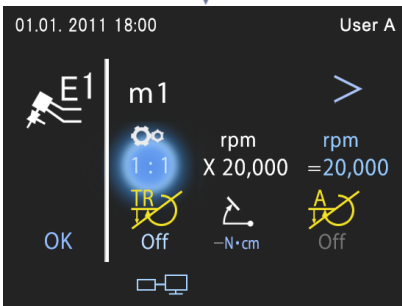 01.01. 2011 18:00 User A
E1 m1 >
1 : 1 rpm X 20,000 rpm =20,000
TR A
OK Off –N•cm Off